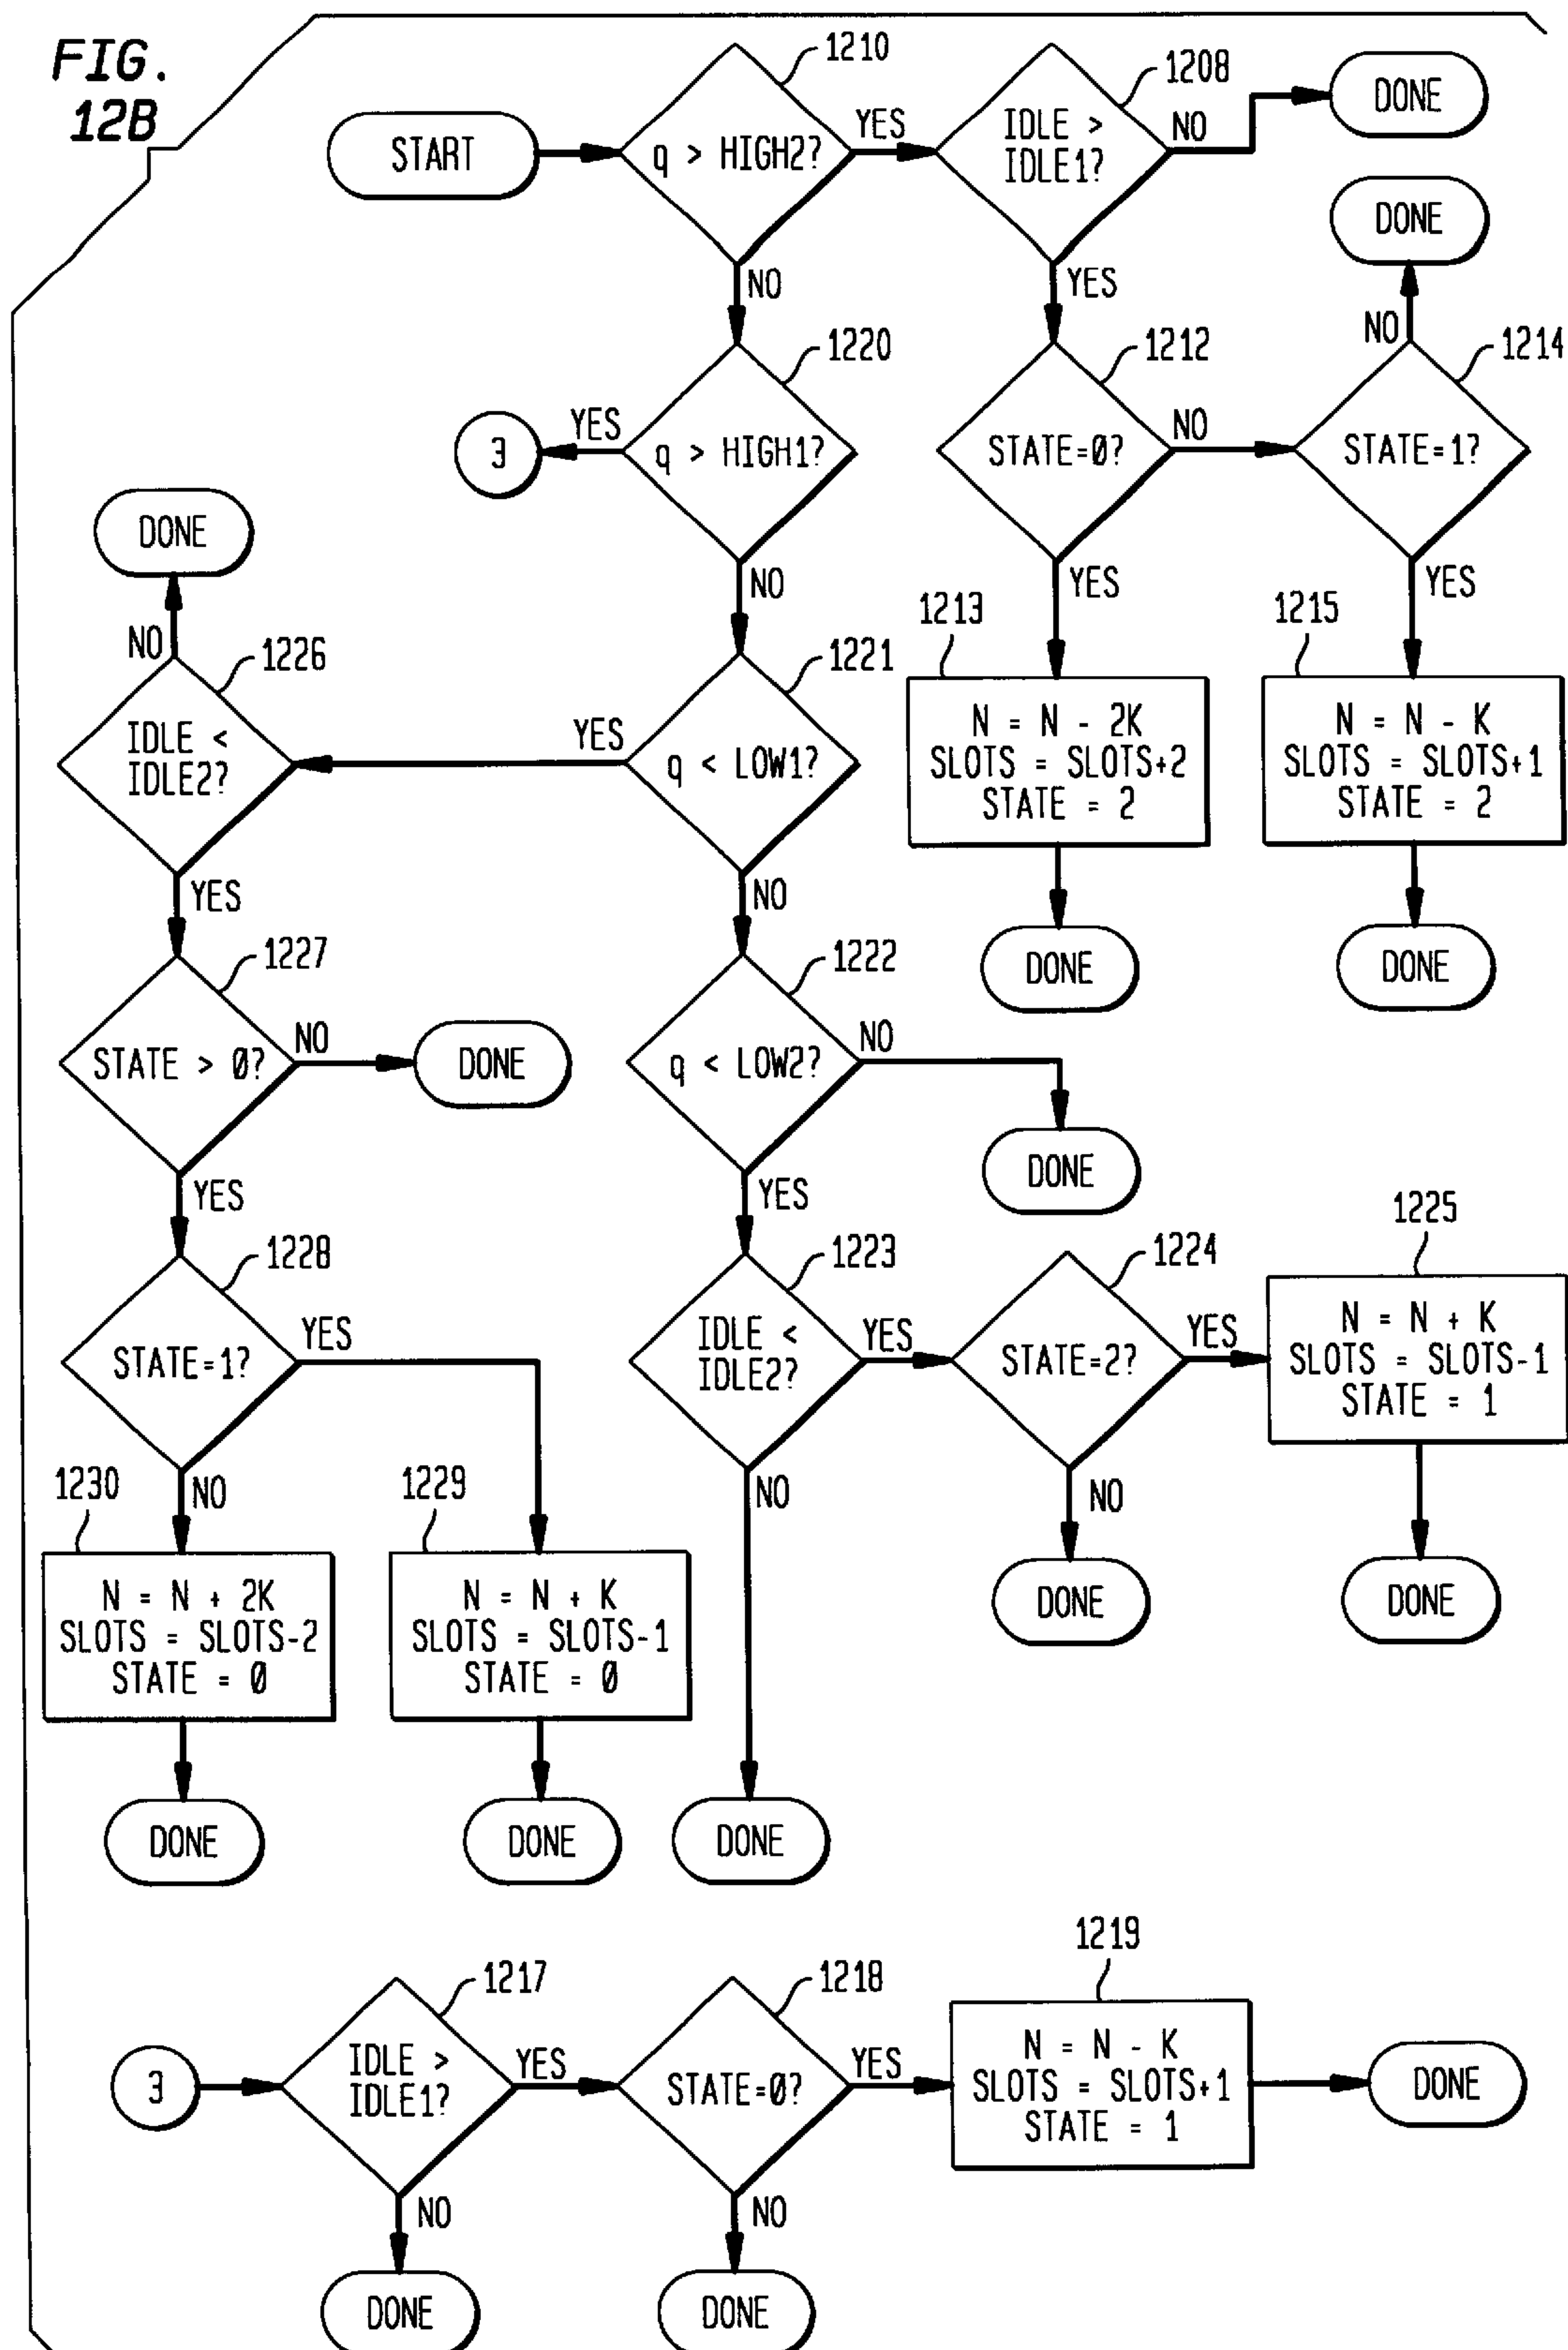 FIG.
12B
1210
1208
START
q > HIGH2?
YES
IDLE >
IDLE1?
NO
DONE
DONE
NO
YES
NO
1220
1212
1214
3
YES
q > HIGH1?
STATE=Ø?
NO
STATE=1?
DONE
NO
YES
YES
NO
1226
1221
1213
1215
IDLE <
IDLE2?
YES
q < LOW1?
N = N - 2K
SLOTS = SLOTS+2
STATE = 2
N = N - K
SLOTS = SLOTS+1
STATE = 2
YES
NO
1227
1222
DONE
DONE
STATE > Ø?
NO
DONE
q < LOW2?
NO
DONE
YES
YES
1228
1223
1224
1225
STATE=1?
YES
IDLE <
IDLE2?
YES
STATE=2?
YES
N = N + K
SLOTS = SLOTS-1
STATE = 1
1230
NO
1229
NO
NO
N = N + 2K
SLOTS = SLOTS-2
STATE = Ø
N = N + K
SLOTS = SLOTS-1
STATE = Ø
DONE
DONE
DONE
DONE
DONE
1217
1218
1219
3
IDLE >
IDLE1?
YES
STATE=Ø?
YES
N = N - K
SLOTS = SLOTS+1
STATE = 1
DONE
NO
NO
DONE
DONE